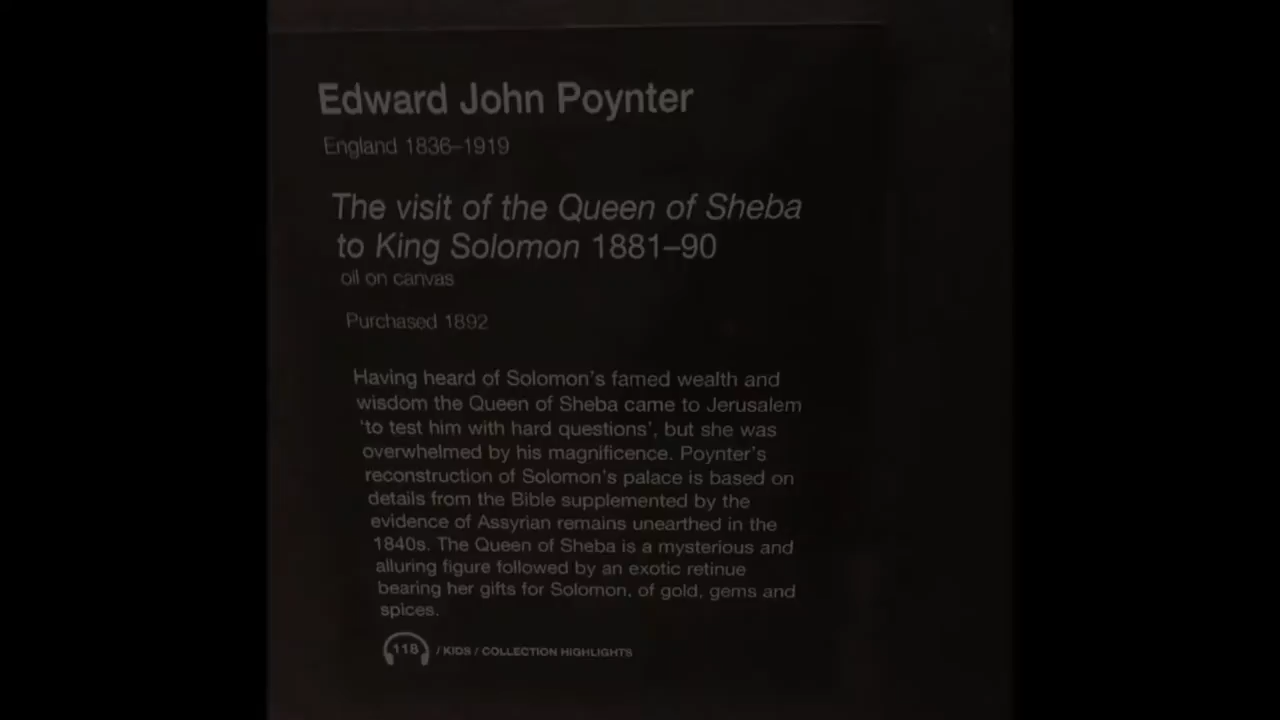 Edward John Poynter
England 1836–1919
The visit of the Queen of Sheba
to King Solomon 1881–90
oil on canvas
Purchased 1892
Having heard of Solomon's famed wealth and
wisdom the Queen of Sheba came to Jerusalem
'to test him with hard questions', but she was
overwhelmed by his magnificence. Poynter's
reconstruction of Solomon's palace is based on
details from the Bible supplemented by the
evidence of Assyrian remains unearthed in the
1840s. The Queen of Sheba is a mysterious and
alluring figure followed by an exotic retinue
bearing her gifts for Solomon, of gold, gems and
spices.
118 / KIDS / COLLECTION HIGHLIGHTS